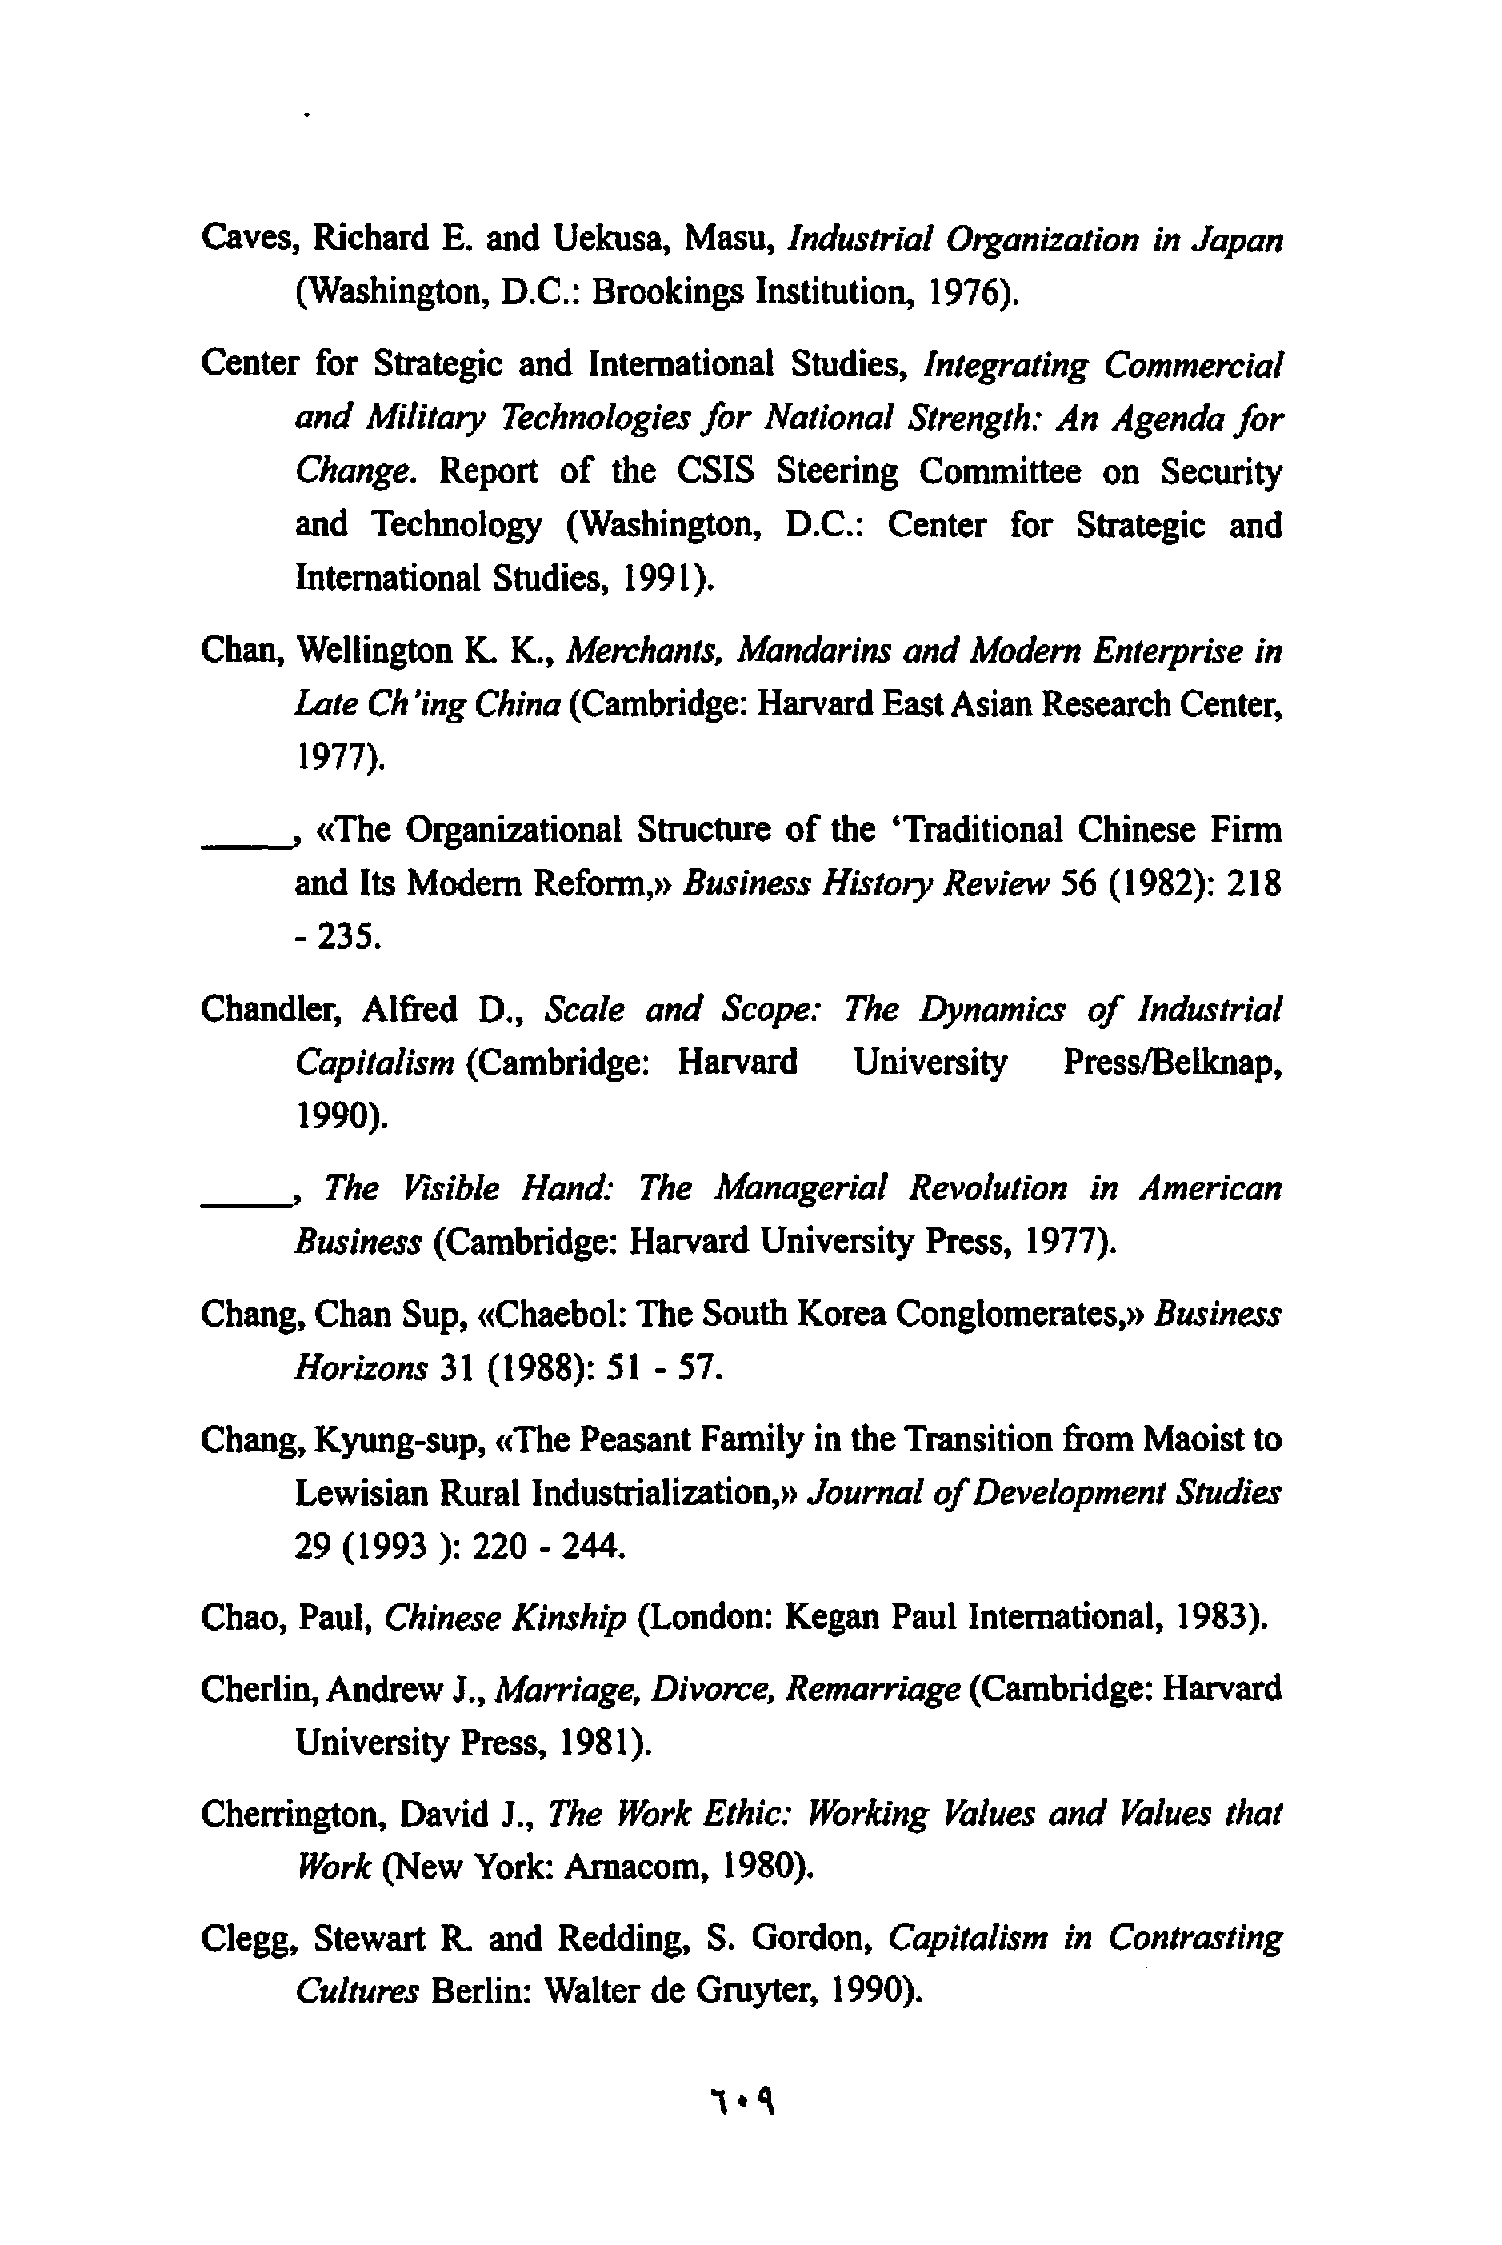 Caves, Richard E. and Uekusa, Masu, Industrial Organization in Japan
(Washington, D.C.: Brookings Institution, 1976).
Center for Strategic and International Studies, Integrating Commercial
and Military Technologies for National Strength: An Agenda for
Change. Report of the CSIS Steering Committee on Security
and Technology (Washington, D.C.: Center for Strategic and
International Studies, 1991).
Chan, Wellington K. K., Merchants, Mandarins and Modern Enterprise in
Late Ch'ing China (Cambridge: Harvard East Asian Research Center,
1977).
_____, «The Organizational Structure of the ‘Traditional Chinese Firm
and Its Modern Reform,» Business History Review 56 (1982): 218
- 235.
Chandler, Alfred D., Scale and Scope: The Dynamics of Industrial
Capitalism (Cambridge: Harvard University Press/Belknap,
1990).
_____, The Visible Hand: The Managerial Revolution in American
Business (Cambridge: Harvard University Press, 1977).
Chang, Chan Sup, «Chaebol: The South Korea Conglomerates,» Business
Horizons 31 (1988): 51 - 57.
Chang, Kyung-sup, «The Peasant Family in the Transition from Maoist to
Lewisian Rural Industrialization,» Journal of Development Studies
29 (1993 ): 220 - 244.
Chao, Paul, Chinese Kinship (London: Kegan Paul International, 1983).
Cherlin, Andrew J., Marriage, Divorce, Remarriage (Cambridge: Harvard
University Press, 1981).
Cherrington, David J., The Work Ethic: Working Values and Values that
Work (New York: Amacom, 1980).
Clegg, Stewart R. and Redding, S. Gordon, Capitalism in Contrasting
Cultures Berlin: Walter de Gruyter, 1990).
٦٠٩